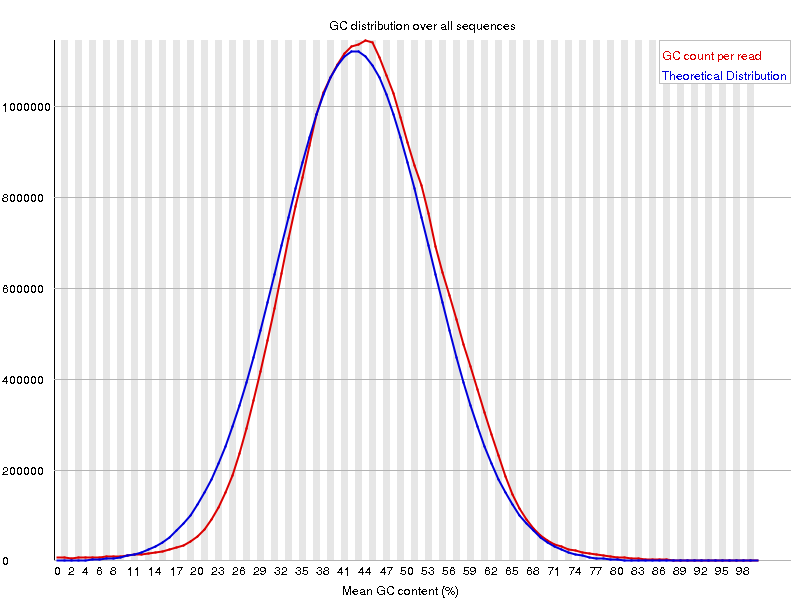 GC distribution over all sequences
GC count per read
Theoretical Distribution
1000000
800000
600000
400000
200000
0
0 2 4 6 8 11 14 17 20 23 26 29 32 35 38 41 44 47 50 53 56 59 62 65 68 71 74 77 80 83 86 89 92 95 98
Mean GC content (%)